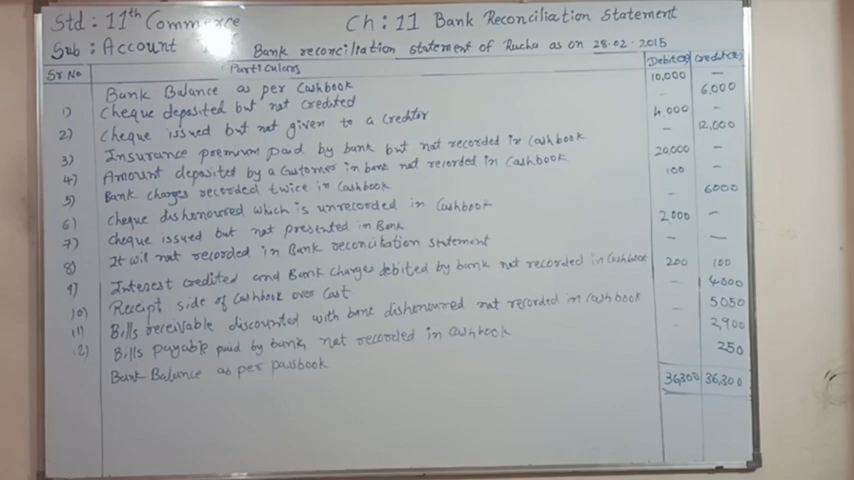 Std : 11th Commerce Ch : 11 Bank Reconciliation Statement
Sub : Account Bank reconciliation statement of Rucha as on 28.02.2015
Sr.No Particulars Debit(₹) Credit(₹)
Bank Balance as per Cashbook 10,000 —
1) Cheque deposited but not credited - 6,000
2) Cheque issued but not given to a Creditor 4,000 —
3) Insurance premium paid by bank but not recorded in Cashbook — 12,000
4) Amount deposited by a Customer in bank not recorded in Cashbook 20,000 —
5) Bank charges recorded twice in Cashbook 100 —
6) Cheque dishonoured which is unrecorded in Cashbook - 6000
7) Cheque issued but not presented in Bank 2,000 —
8) It will not recorded in Bank reconcitation statement — —
9) Interest credited and Bank charges debited by bank not recorded in Cashbook 200 100
10) Receipt side of Cashbook over Cast - 4000
11) Bills receivable discounted with bank dishonoured not recorded in Cashbook - 5050
12) Bills payable paid by bank not recorded in Cashbook - 2,900
Bank Balance as per passbook 250
36,300 36,300